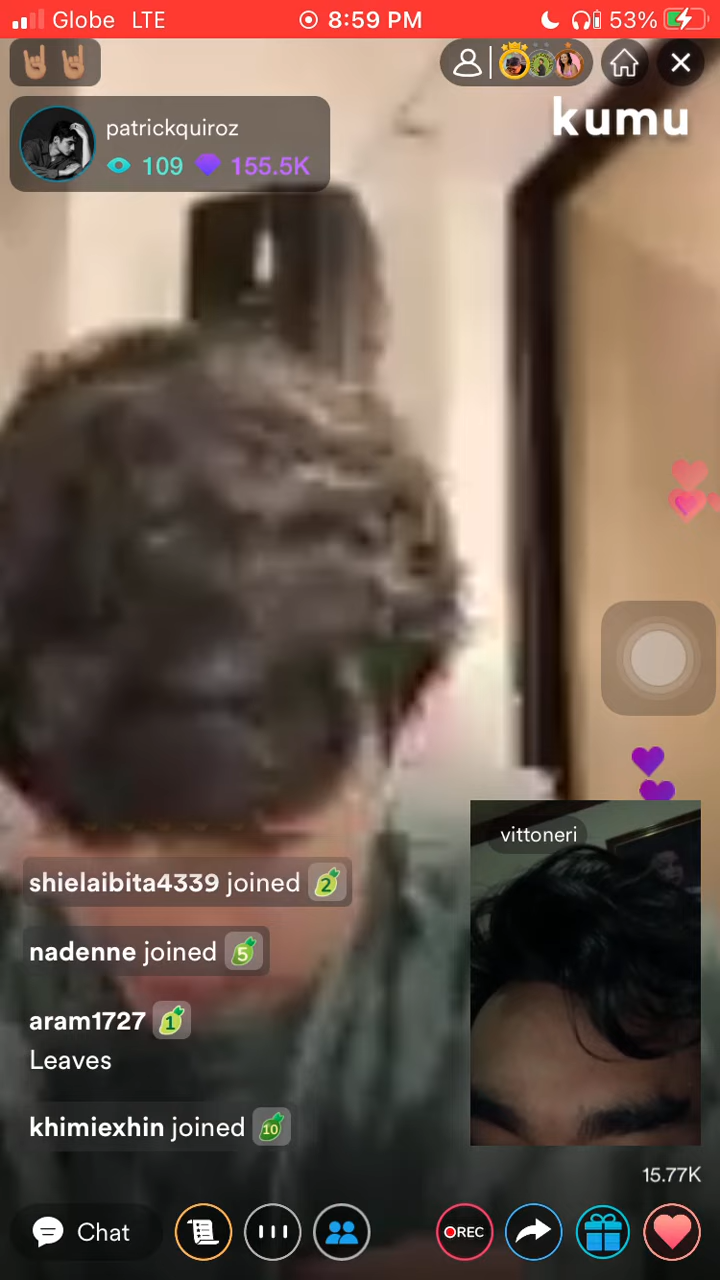 Globe LTE 8:59 PM 53%
kumu
patrickquiroz
109 155.5K
vittoneri
shielaibita4339 joined 2
nadenne joined 5
aram1727 1
Leaves
khimiexhin joined 10
15.77K
Chat REC